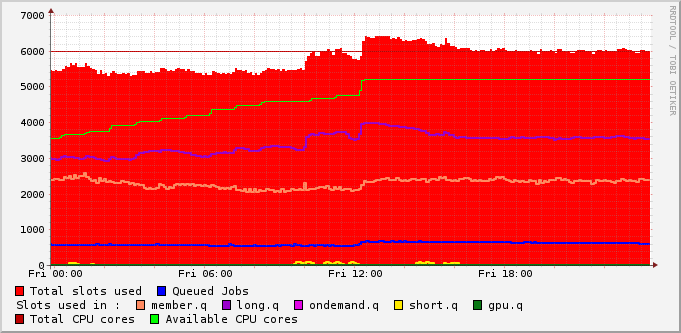 7000
6000
5000
4000
3000
2000
1000
0
Fri 00:00 Fri 06:00 Fri 12:00 Fri 18:00
RRDTOOL / TOBI OETIKER
Total slots used Queued Jobs
Slots used in : member.q long.q ondemand.q short.q gpu.q
Total CPU cores Available CPU cores